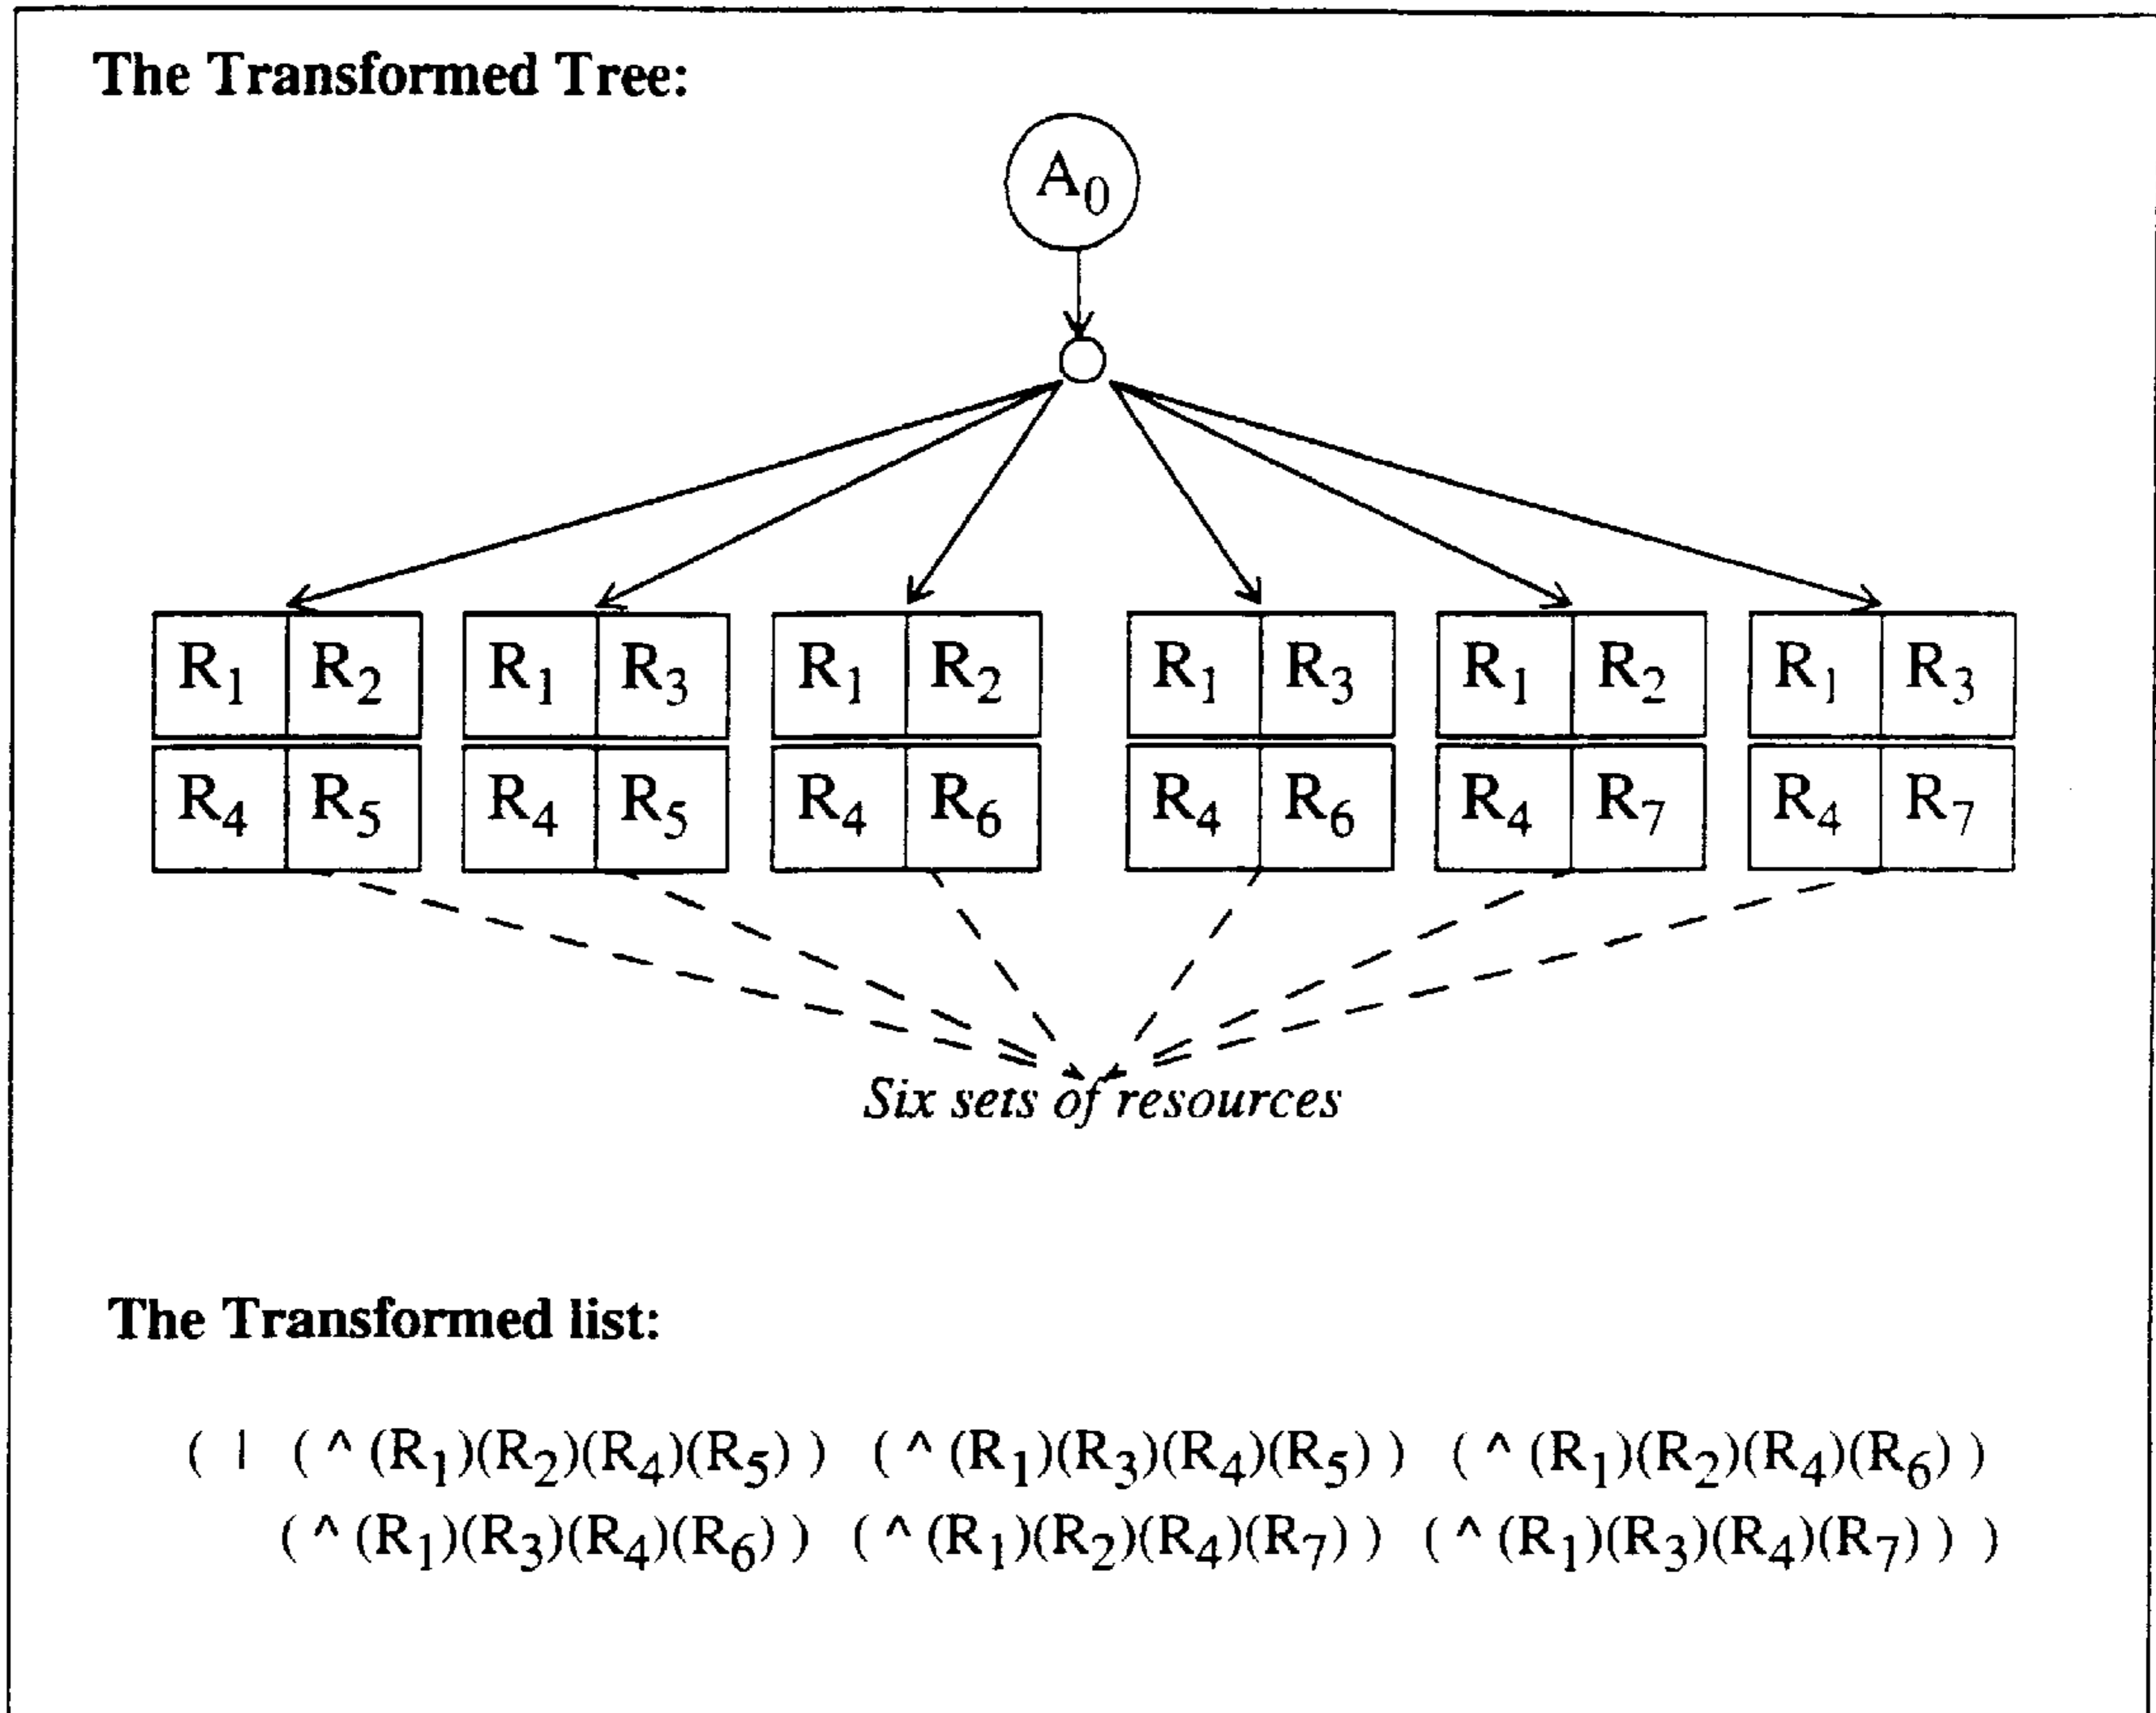 The Transformed Tree:
A₀
R₁ R₂ R₁ R₃ R₁ R₂ R₁ R₃ R₁ R₂ R₁ R₃
R₄ R₅ R₄ R₅ R₄ R₆ R₄ R₆ R₄ R₇ R₄ R₇
Six sets of resources
The Transformed list:
( | ( ^ (R₁)(R₂)(R₄)(R₅) ) ( ^ (R₁)(R₃)(R₄)(R₅) ) ( ^ (R₁)(R₂)(R₄)(R₆) )
( ^ (R₁)(R₃)(R₄)(R₆) ) ( ^ (R₁)(R₂)(R₄)(R₇) ) ( ^ (R₁)(R₃)(R₄)(R₇) ) )